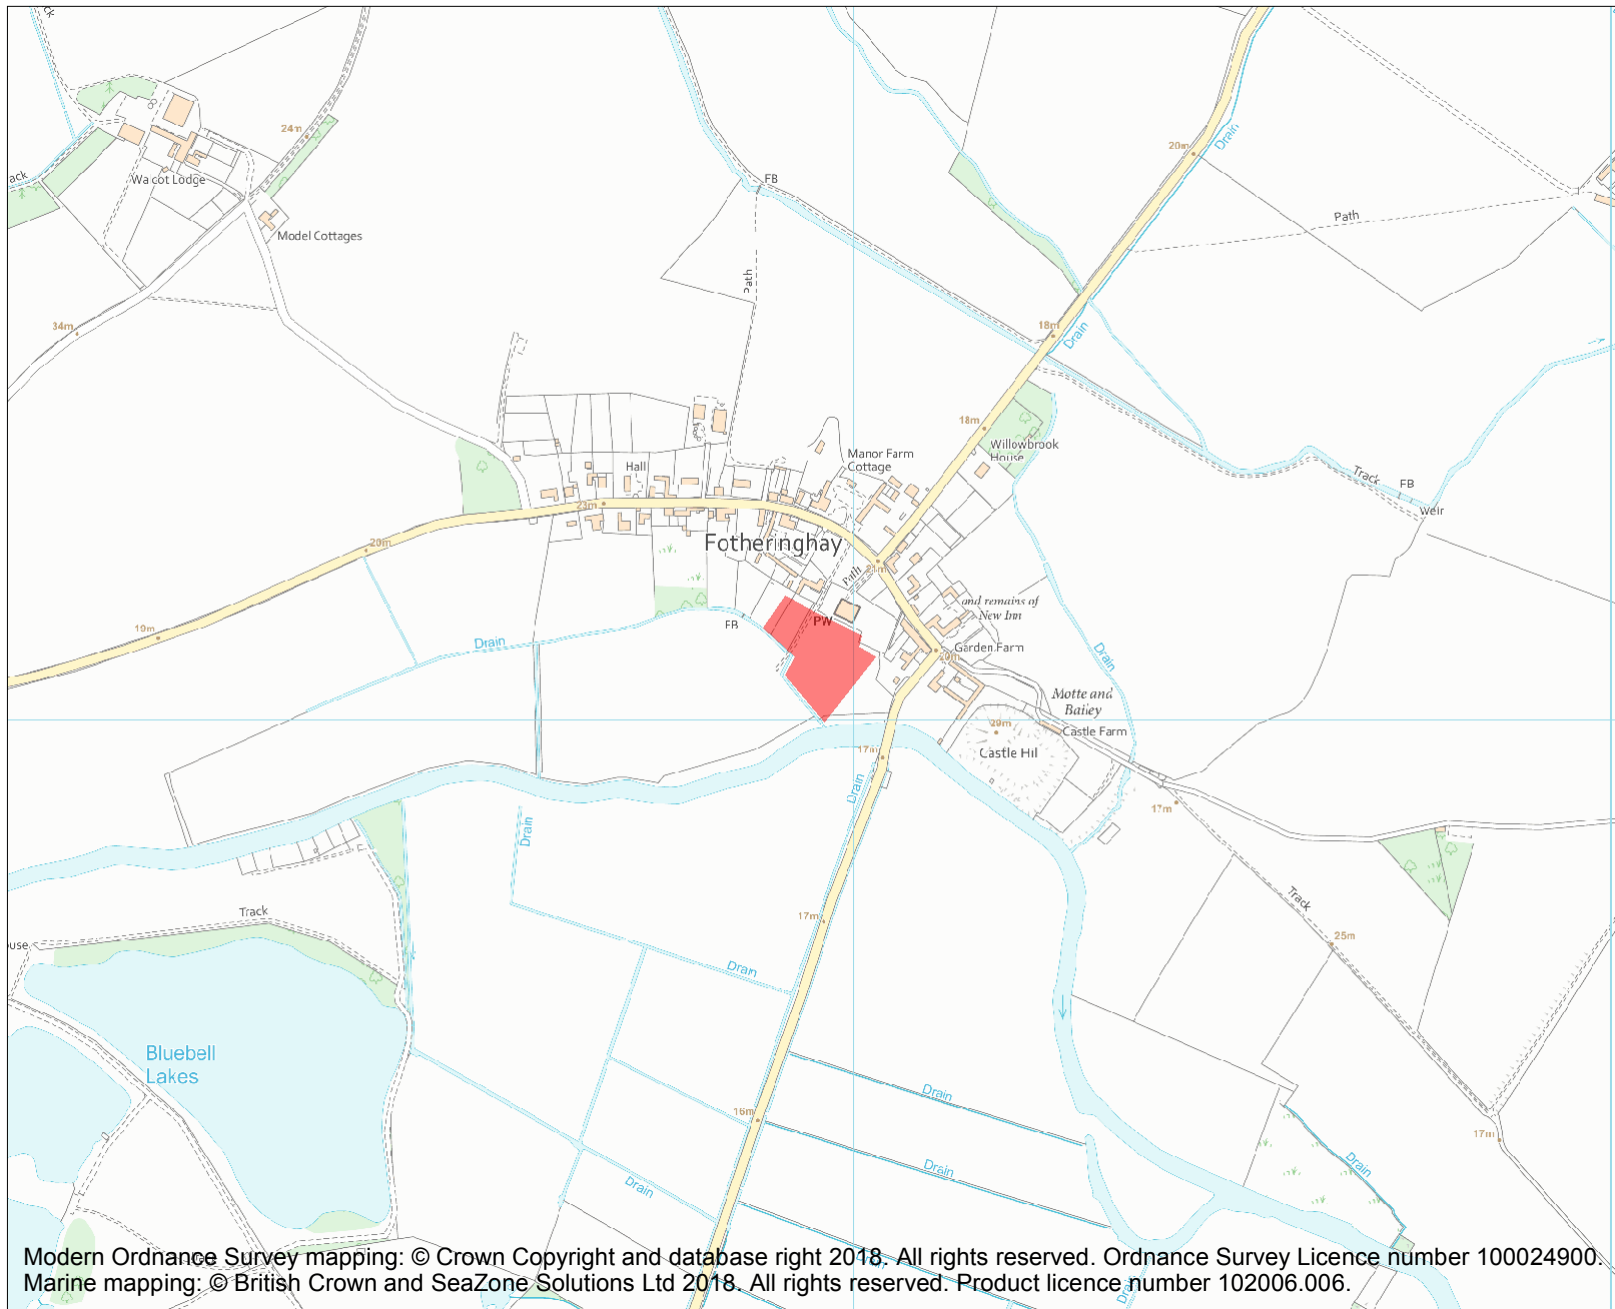 24m
Walcot Lodge
Model Cottages
34m
FB
Path
20m
Drain
Path
18m
Drain
18m
Willowbrook
House
Manor Farm
Cottage
Hall
23m
20m
19m
Fotheringhay
Path
21m
and remains of
New Inn
PW
FB
Drain
Garden Farm
20m
Drain
Track
FB
Weir
Motte and
Bailey
Castle Farm
20m
Castle Hill
17m
Drain
17m
Drain
Track
17m
Track
25m
Drain
Bluebell
Lakes
16m
Drain
Drain
Drain
17m
Drain
Drain
Drain
Modern Ordnance Survey mapping: © Crown Copyright and database right 2018. All rights reserved. Ordnance Survey Licence number 100024900.
Marine mapping: © British Crown and SeaZone Solutions Ltd 2018. All rights reserved. Product licence number 102006.006.